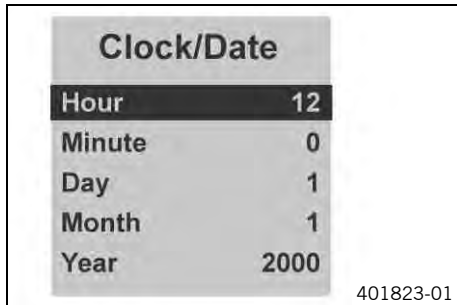 Clock/Date
Hour 12
Minute 0
Day 1
Month 1
Year 2000
401823-01